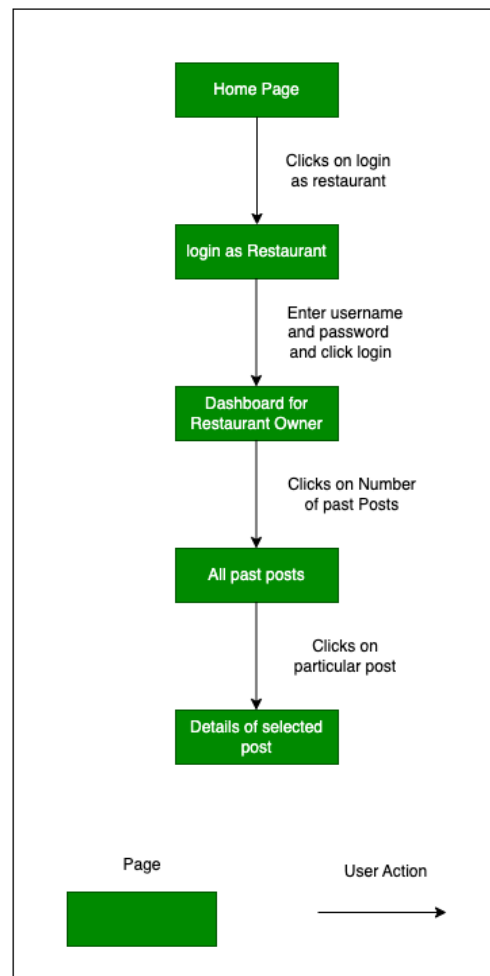 Home Page
Clicks on login
as restaurant
login as Restaurant
Enter username
and password
and click login
Dashboard for
Restaurant Owner
Clicks on Number
of past Posts
All past posts
Clicks on
particular post
Details of selected
post
Page
User Action